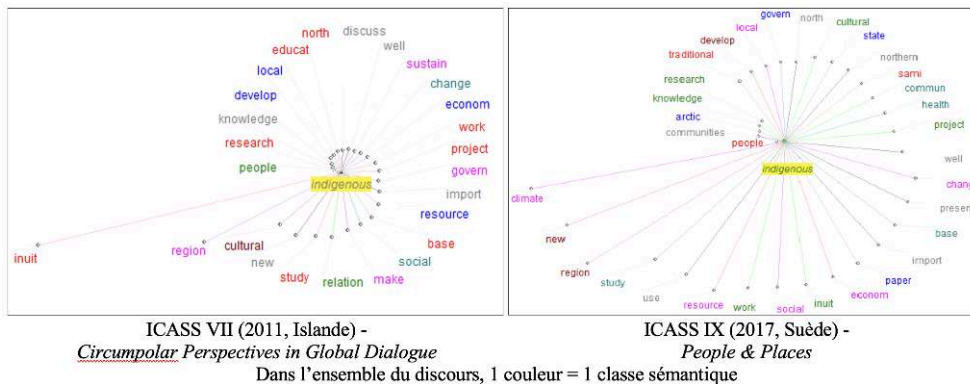 north
discuss
educat
well
local
sustain
develop
change
econom
knowledge
work
research
project
people
govern
indigenous
import
resource
inuit
region
cultural
base
new
social
study
relation
make
govern
north
cultural
local
state
develop
traditional
northern
research
sami
commun
knowledge
health
arctic
project
communities
people
well
indigenous
climate
chang
presen
new
base
region
import
study
paper
use
econom
resource
work
social
inuit
ICASS VII (2011, Islande) -
Circumpolar Perspectives in Global Dialogue
ICASS IX (2017, Suède) -
People & Places
Dans l’ensemble du discours, 1 couleur = 1 classe sémantique